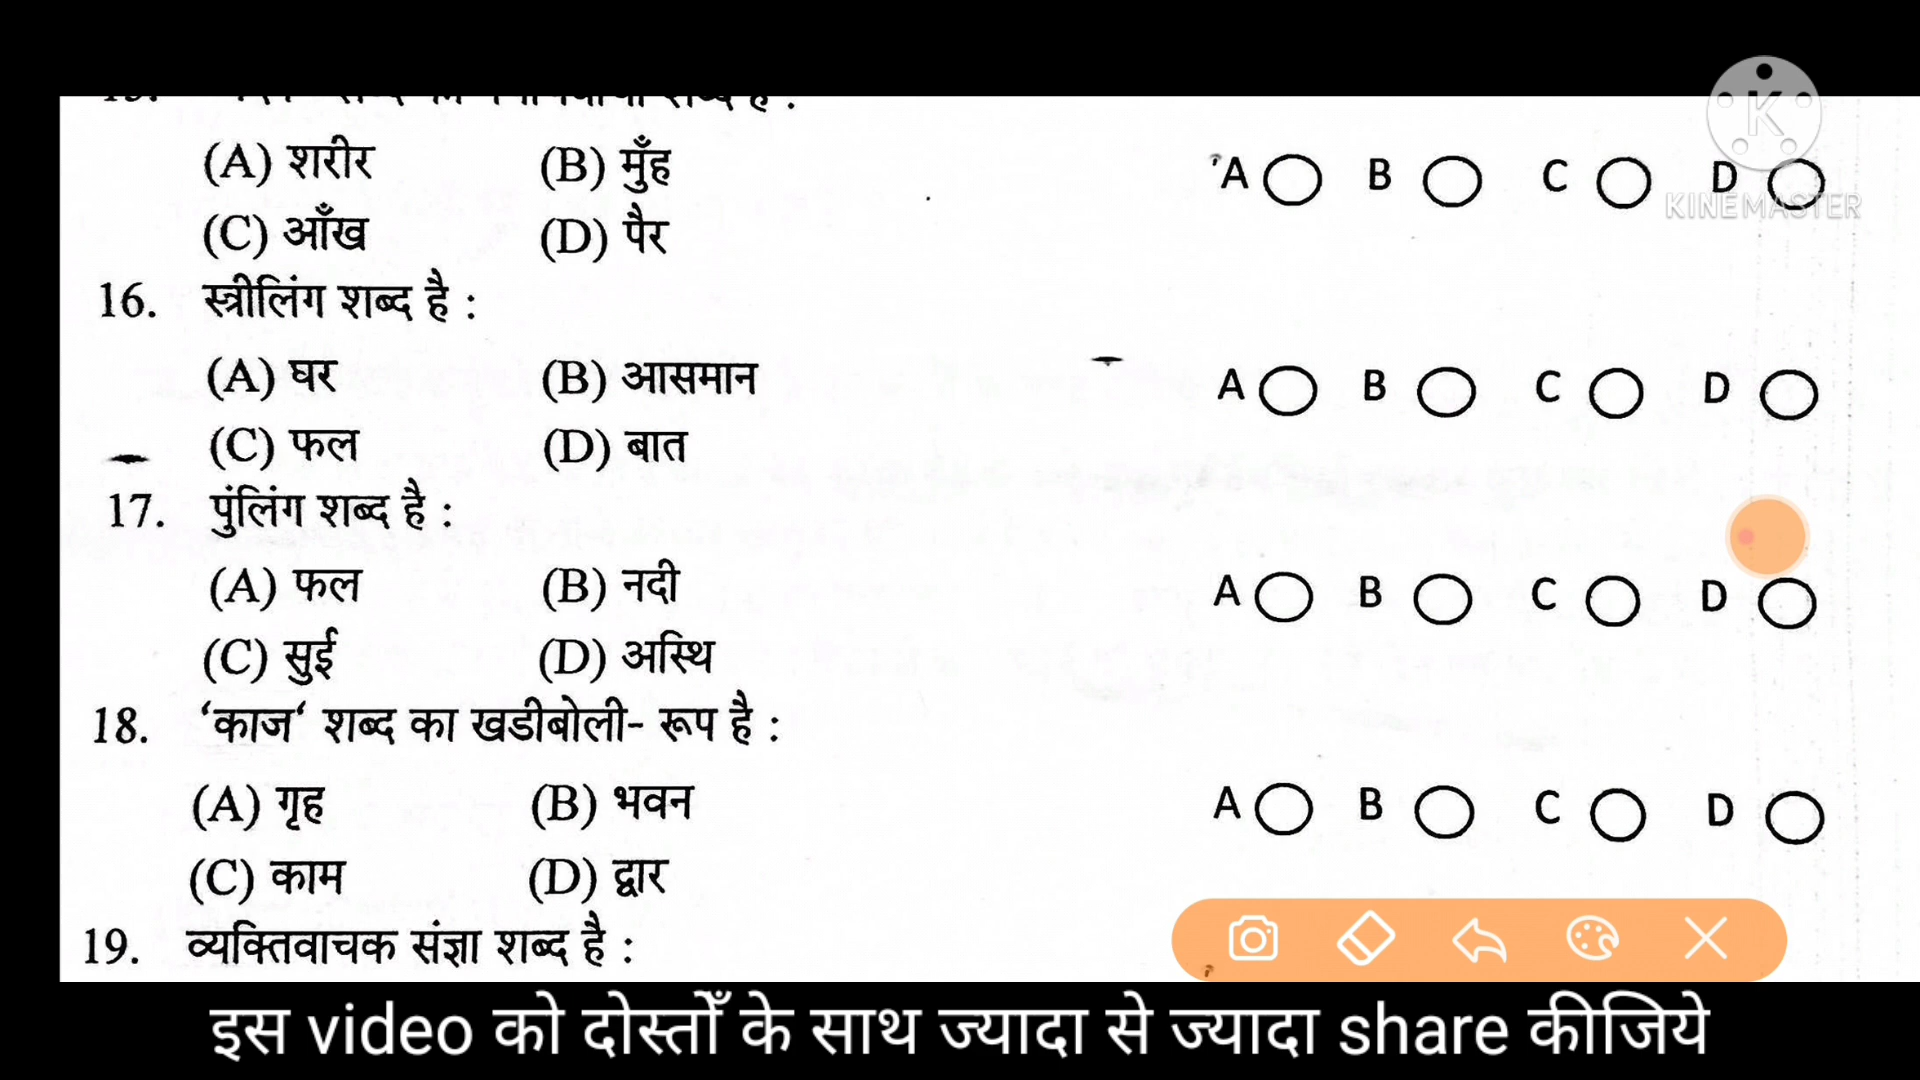 (A) शरीर (B) मुँह
A B C D
KINEMASTER
(C) आँख (D) पैर
16. स्त्रीलिंग शब्द है :
(A) घर (B) आसमान
A B C D
(C) फल (D) बात
17. पुंलिंग शब्द है :
(A) फल (B) नदी
A B C D
(C) सुई (D) अस्थि
18. ‘काज‘ शब्द का खडीबोली- रूप है :
(A) गृह (B) भवन
A B C D
(C) काम (D) द्वार
19. व्यक्तिवाचक संज्ञा शब्द है :
इस video को दोस्तोँ के साथ ज्यादा से ज्यादा share कीजिये